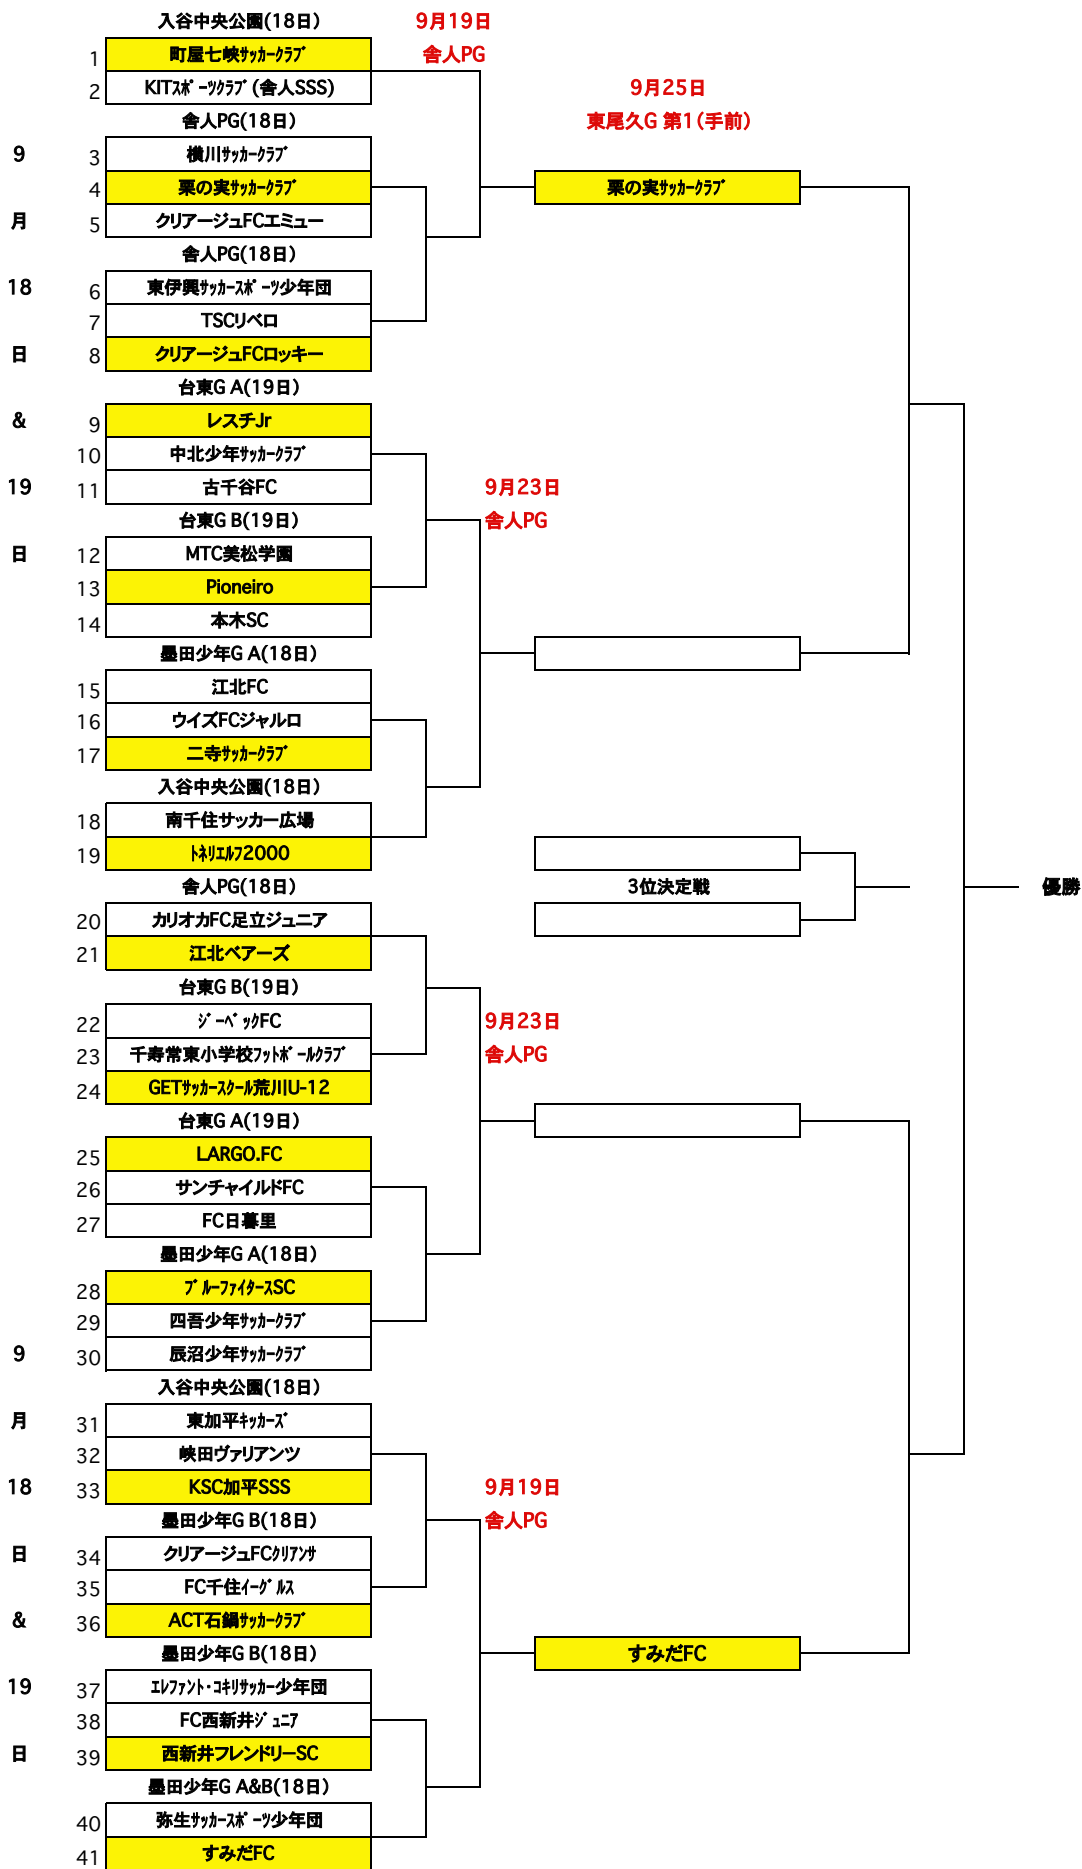 入谷中央公園(18日)
9月19日
1 町屋七峡ｻｯｶｰｸﾗﾌﾞ
舎人PG
2 KITｽﾎﾟｰﾂｸﾗﾌﾞ(舎人SSS)
9月25日
舎人PG(18日)
東尾久G 第1(手前)
9
3 横川ｻｯｶｰｸﾗﾌﾞ
4 栗の実ｻｯｶｰｸﾗﾌﾞ
栗の実ｻｯｶｰｸﾗﾌﾞ
月
5 クリアージュFCエミュー
舎人PG(18日)
18
6 東伊興ｻｯｶｰｽﾎﾟｰﾂ少年団
7 TSCリベロ
日
8 クリアージュFCロッキー
台東G A(19日)
&
9 レスチJr
10 中北少年ｻｯｶｰｸﾗﾌﾞ
19
11 古千谷FC
9月23日
台東G B(19日)
舎人PG
日
12 MTC美松学園
13 Pioneiro
14 本木SC
墨田少年G A(18日)
15 江北FC
16 ウイズFCジャルロ
17 二寺ｻｯｶｰｸﾗﾌﾞ
入谷中央公園(18日)
18 南千住サッカー広場
19 ﾄﾈﾘｴﾙﾌ2000
舎人PG(18日)
3位決定戦
優勝
20 カリオカFC足立ジュニア
21 江北ベアーズ
台東G B(19日)
22 ｼﾞｰﾍﾞｯｸFC
9月23日
23 千寿常東小学校ﾌｯﾄﾎﾞｰﾙｸﾗﾌﾞ
舎人PG
24 GETｻｯｶｰｽｸｰﾙ荒川U-12
台東G A(19日)
25 LARGO.FC
26 サンチャイルドFC
27 FC日暮里
墨田少年G A(18日)
28 ﾌﾞﾙｰﾌｧｲﾀｰｽSC
29 四吾少年ｻｯｶｰｸﾗﾌﾞ
9
30 辰沼少年ｻｯｶｰｸﾗﾌﾞ
入谷中央公園(18日)
月
31 東加平ｷｯｶｰｽﾞ
32 峡田ヴァリアンツ
18
33 KSC加平SSS
9月19日
墨田少年G B(18日)
舎人PG
日
34 クリアージュFCｸﾘｱﾝｻ
35 FC千住ｲｰｸﾞﾙｽ
&
36 ACT石鍋ｻｯｶｰｸﾗﾌﾞ
墨田少年G B(18日)
すみだFC
19
37 ｴﾚﾌｧﾝﾄ･ｺｷﾘｻｯｶｰ少年団
38 FC西新井ｼﾞｭﾆｱ
日
39 西新井フレンドリーSC
墨田少年G A&B(18日)
40 弥生ｻｯｶｰｽﾎﾟｰﾂ少年団
41 すみだFC